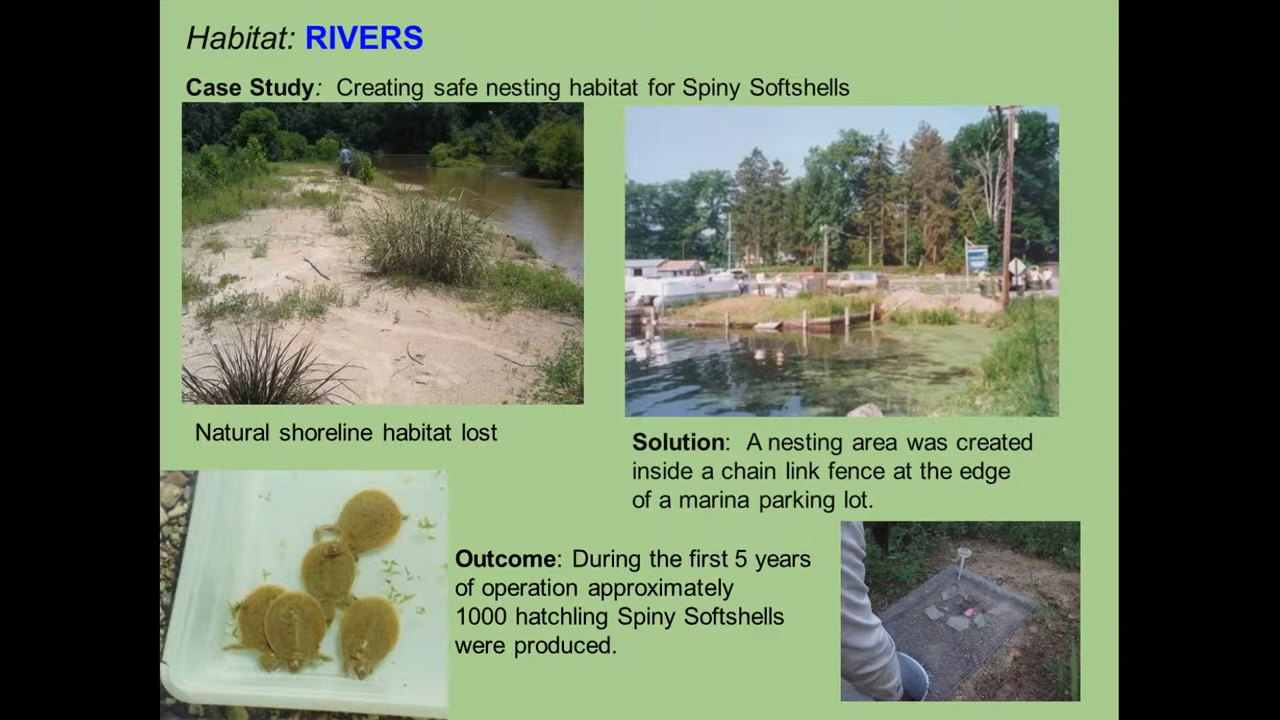 Habitat: RIVERS
Case Study: Creating safe nesting habitat for Spiny Softshells
Natural shoreline habitat lost
Solution: A nesting area was created
inside a chain link fence at the edge
of a marina parking lot.
Outcome: During the first 5 years
of operation approximately
1000 hatchling Spiny Softshells
were produced.